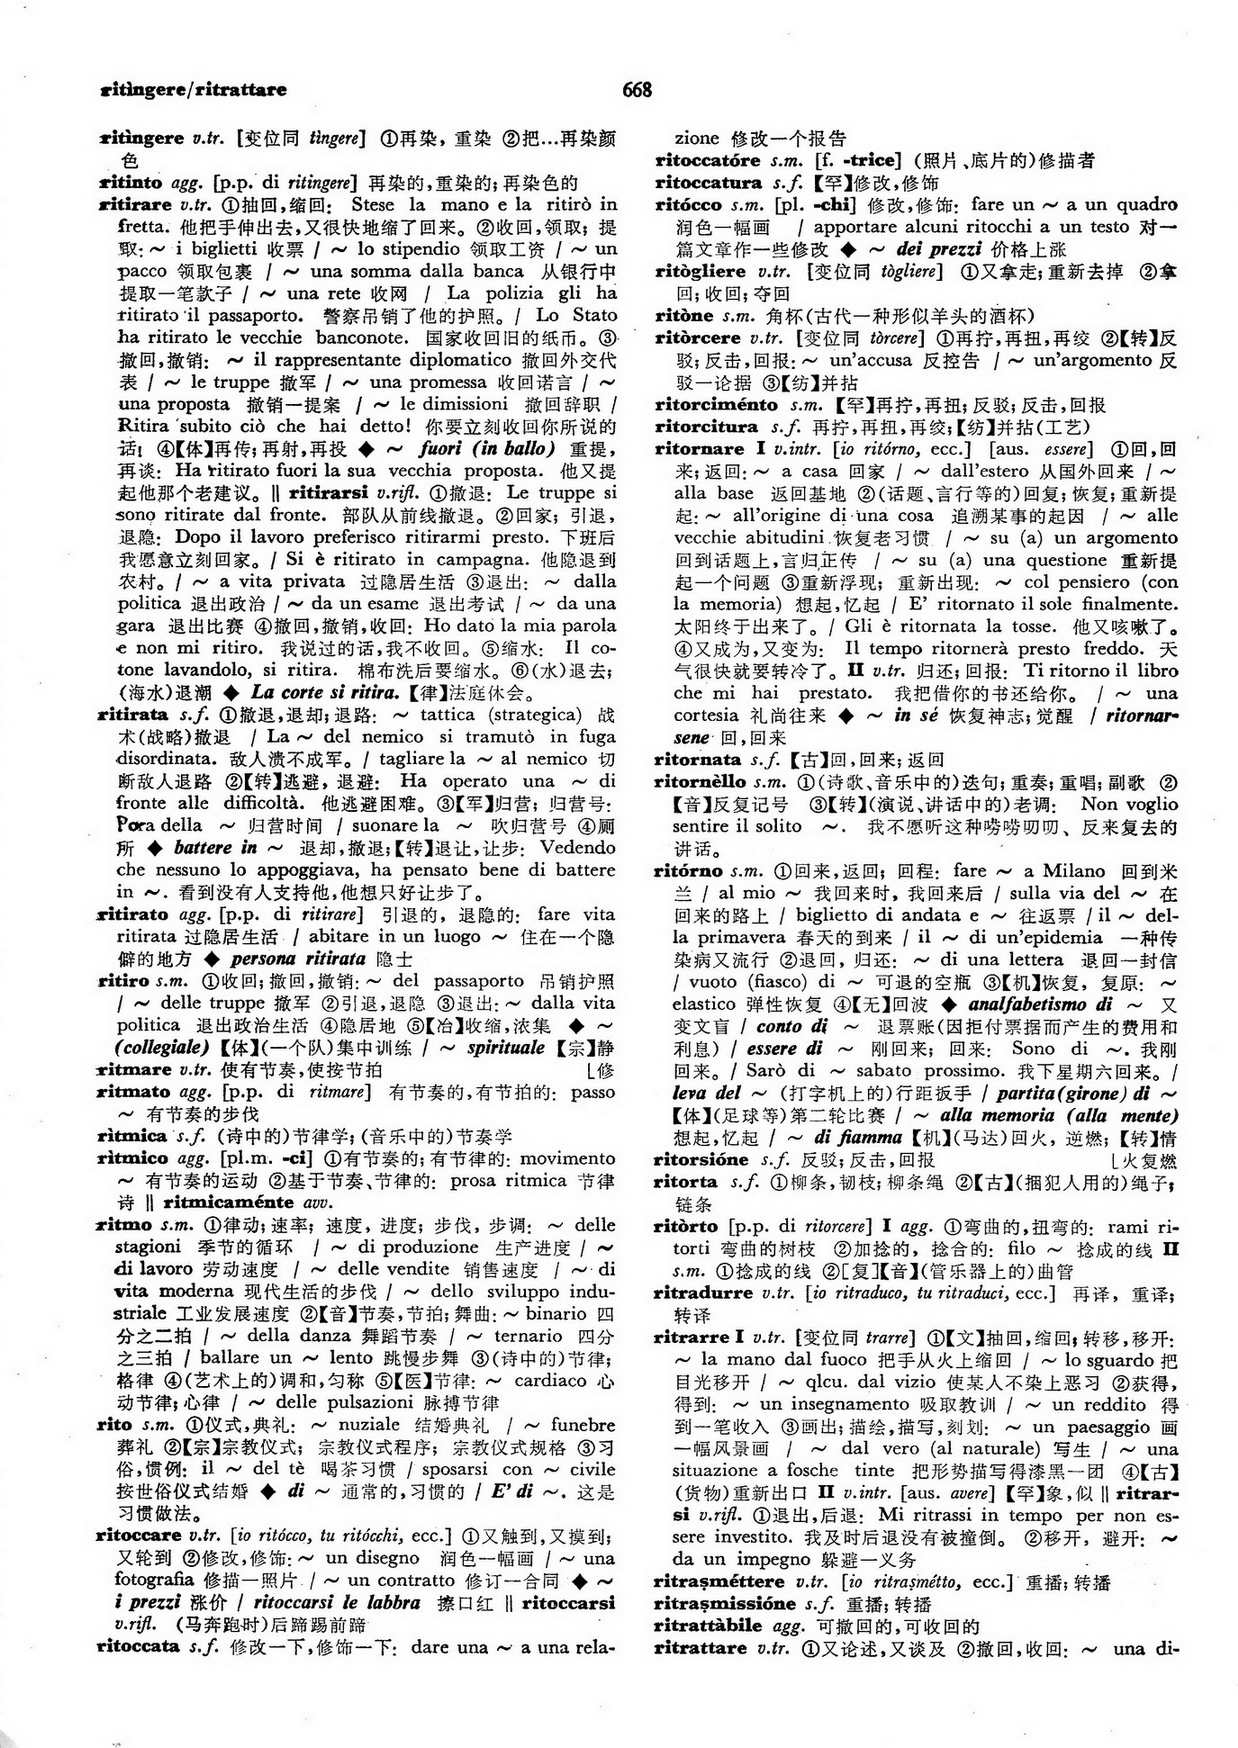 ritìngere/ritrattare
668
ritìngere v.tr. [变位同 tìngere] ①再染，重染 ②把…再染颜
色
ritinto agg. [p.p. di ritingere] 再染的,重染的; 再染色的
ritirare v.tr. ①抽回,缩回: Stese la mano e la ritirò in
fretta. 他把手伸出去,又很快地缩了回来。②收回,领取; 提
取: ~ i biglietti 收票 / ~ lo stipendio 领取工资 / ~ un
pacco 领取包裹 / ~ una somma dalla banca 从银行中
提取一笔款子 / ~ una rete 收网 / La polizia gli ha
ritirato il passaporto. 警察吊销了他的护照。/ Lo Stato
ha ritirato le vecchie banconote. 国家收回旧的纸币。③
撤回,撤销: ~ il rappresentante diplomatico 撤回外交代
表 / ~ le truppe 撤军 / ~ una promessa 收回诺言 / ~
una proposta 撤销一提案 / ~ le dimissioni 撤回辞职 /
Ritira subito ciò che hai detto! 你要立刻收回你所说的
话! ④【体】再传; 再射,再投 ◆ ~ fuori (in ballo) 重提,
再谈: Ha ritirato fuori la sua vecchia proposta. 他又提
起他那个老建议。‖ ritirarsi v.rifl. ①撤退: Le truppe si
sono ritirate dal fronte. 部队从前线撤退。②回家; 引退,
退隐: Dopo il lavoro preferisco ritirarmi presto. 下班后
我愿意立刻回家。/ Si è ritirato in campagna. 他隐退到
农村。/ ~ a vita privata 过隐居生活 ③退出: ~ dalla
politica 退出政治 / ~ da un esame 退出考试 / ~ da una
gara 退出比赛 ④撤回,撤销,收回: Ho dato la mia parola
e non mi ritiro. 我说过的话,我不收回。⑤缩水: Il co-
tone lavandolo, si ritira. 棉布洗后要缩水。⑥(水)退去;
(海水)退潮 ◆ La corte si ritira.【律】法庭休会。
ritirata s.f. ①撤退,退却; 退路: ~ tattica (strategica) 战
术(战略)撤退 / La ~ del nemico si tramutò in fuga
disordinata. 敌人溃不成军。/ tagliare la ~ al nemico 切
断敌人退路 ②【转】逃避，退避: Ha operato una ~ di
fronte alle difficoltà. 他逃避困难。③【军】归营; 归营号:
l'ora della ~ 归营时间 / suonare la ~ 吹归营号 ④厕
所 ◆ battere in ~ 退却,撤退;【转】退让,让步: Vedendo
che nessuno lo appoggiava, ha pensato bene di battere
in ~. 看到没有人支持他,他想只好让步了。
ritirato agg. [p.p. di ritirare] 引退的，退隐的: fare vita
ritirata 过隐居生活 / abitare in un luogo ~ 住在一个隐
僻的地方 ◆ persona ritirata 隐士
ritiro s.m. ①收回; 撤回,撤销: ~ del passaporto 吊销护照
/ ~ delle truppe 撤军 ②引退,退隐 ③退出: ~ dalla vita
politica 退出政治生活 ④隐居地 ⑤【冶】收缩,浓集 ◆ ~
(collegiale)【体】(一个队)集中训练 / ~ spirituale【宗】静
ritmare v.tr. 使有节奏,使按节拍 ⌊修
ritmato agg. [p.p. di ritmare] 有节奏的,有节拍的: passo
~ 有节奏的步伐
rìtmica s.f. (诗中的)节律学; (音乐中的)节奏学
rìtmico agg. [pl.m. -ci] ①有节奏的; 有节律的: movimento
~ 有节奏的运动 ②基于节奏、节律的: prosa ritmica 节律
诗 ‖ ritmicaménte avv.
ritmo s.m. ①律动; 速率; 速度，进度; 步伐，步调: ~ delle
stagioni 季节的循环 / ~ di produzione 生产进度 / ~
di lavoro 劳动速度 / ~ delle vendite 销售速度 / ~ di
vita moderna 现代生活的步伐 / ~ dello sviluppo indu-
striale 工业发展速度 ②【音】节奏,节拍; 舞曲: ~ binario 四
分之二拍 / ~ della danza 舞蹈节奏 / ~ ternario 四分
之三拍 / ballare un ~ lento 跳慢步舞 ③(诗中的)节律;
格律 ④(艺术上的)调和,匀称 ⑤【医】节律: ~ cardiaco 心
动节律; 心律 / ~ delle pulsazioni 脉搏节律
rito s.m. ①仪式,典礼: ~ nuziale 结婚典礼 / ~ funebre
葬礼 ②【宗】宗教仪式; 宗教仪式程序; 宗教仪式规格 ③习
俗,惯例: il ~ del tè 喝茶习惯 / sposarsi con ~ civile
按世俗仪式结婚 ◆ di ~ 通常的,习惯的 / E' di ~. 这是
习惯做法。
ritoccare v.tr. [io ritócco, tu ritócchi, ecc.] ①又触到,又摸到;
又轮到 ②修改,修饰: ~ un disegno 润色一幅画 / ~ una
fotografia 修描一照片 / ~ un contratto 修订一合同 ◆ ~
i prezzi 涨价 / ritoccarsi le labbra 擦口红 ‖ ritoccarsi
v.rifl. (马奔跑时)后蹄踢前蹄
ritoccata s.f. 修改一下,修饰一下: dare una ~ a una rela-
zione 修改一个报告
ritoccatóre s.m. [f. -trice] (照片、底片的)修描者
ritoccatura s.f.【罕】修改,修饰
ritócco s.m. [pl. -chi] 修改,修饰: fare un ~ a un quadro
润色一幅画 / apportare alcuni ritocchi a un testo 对一
篇文章作一些修改 ◆ ~ dei prezzi 价格上涨
ritògliere v.tr. [变位同 tògliere] ①又拿走; 重新去掉 ②拿
回; 收回; 夺回
ritòne s.m. 角杯(古代一种形似羊头的酒杯)
ritòrcere v.tr. [变位同 tòrcere] ①再拧,再扭,再绞 ②【转】反
驳; 反击,回报: ~ un'accusa 反控告 / ~ un'argomento 反
驳一论据 ③【纺】并拈
ritorciménto s.m.【罕】再拧,再扭; 反驳; 反击,回报
ritorcitura s.f. 再拧,再扭,再绞;【纺】并拈(工艺)
ritornare I v.intr. [io ritórno, ecc.] [aus. essere] ①回,回
来; 返回: ~ a casa 回家 / ~ dall'estero 从国外回来 / ~
alla base 返回基地 ②(话题、言行等的)回复; 恢复; 重新提
起: ~ all'origine di una cosa 追溯某事的起因 / ~ alle
vecchie abitudini 恢复老习惯 / ~ su (a) un argomento
回到话题上,言归正传 / ~ su (a) una questione 重新提
起一个问题 ③重新浮现; 重新出现: ~ col pensiero (con
la memoria) 想起,忆起 / E' ritornato il sole finalmente.
太阳终于出来了。/ Gli è ritornata la tosse. 他又咳嗽了。
④又成为,又变为: Il tempo ritornerà presto freddo. 天
气很快就要转冷了。II v.tr. 归还; 回报: Ti ritorno il libro
che mi hai prestato. 我把借你的书还给你。/ ~ una
cortesia 礼尚往来 ◆ ~ in sé 恢复神志; 觉醒 / ritornar-
sene 回,回来
ritornata s.f.【古】回,回来; 返回
ritornèllo s.m. ①(诗歌、音乐中的)迭句; 重奏; 重唱; 副歌 ②
【音】反复记号 ③【转】(演说、讲话中的)老调: Non voglio
sentire il solito ~. 我不愿听这种唠唠叨叨、反来复去的
讲话。
ritórno s.m. ①回来,返回; 回程: fare ~ a Milano 回到米
兰 / al mio ~ 我回来时，我回来后 / sulla via del ~ 在
回来的路上 / biglietto di andata e ~ 往返票 / il ~ del-
la primavera 春天的到来 / il ~ di un'epidemia 一种传
染病又流行 ②退回，归还: ~ di una lettera 退回一封信
/ vuoto (fiasco) di ~ 可退的空瓶 ③【机】恢复，复原: ~
elastico 弹性恢复 ④【无】回波 ◆ analfabetismo di ~ 又
变文盲 / conto di ~ 退票账(因拒付票据而产生的费用和
利息) / essere di ~ 刚回来; 回来: Sono di ~. 我刚
回来。/ Sarò di ~ sabato prossimo. 我下星期六回来。/
leva del ~ (打字机上的)行距扳手 / partita (girone) di ~
【体】(足球等)第二轮比赛 / ~ alla memoria (alla mente)
想起,忆起 / ~ di fiamma【机】(马达)回火，逆燃;【转】情
ritorsióne s.f. 反驳; 反击,回报 ⌊火复燃
ritorta s.f. ①柳条,韧枝; 柳条绳 ②【古】(捆犯人用的)绳子;
链条
ritòrto [p.p. di ritorcere] I agg. ①弯曲的,扭弯的: rami ri-
torti 弯曲的树枝 ②加捻的，捻合的: filo ~ 捻成的线 II
s.m. ①捻成的线 ②[复]【音】(管乐器上的)曲管
ritradurre v.tr. [io ritraduco, tu ritraduci, ecc.] 再译，重译;
转译
ritrarre I v.tr. [变位同 trarre] ①【文】抽回,缩回; 转移,移开:
~ la mano dal fuoco 把手从火上缩回 / ~ lo sguardo 把
目光移开 / ~ qlcu. dal vizio 使某人不染上恶习 ②获得,
得到: ~ un insegnamento 吸取教训 / ~ un reddito 得
到一笔收入 ③画出; 描绘,描写,刻划: ~ un paesaggio 画
一幅风景画 / ~ dal vero (al naturale) 写生 / ~ una
situazione a fosche tinte 把形势描写得漆黑一团 ④【古】
(货物)重新出口 II v.intr. [aus. avere]【罕】象,似 ‖ ritrar-
si v.rifl. ①退出,后退: Mi ritrassi in tempo per non es-
sere investito. 我及时后退没有被撞倒。②移开，避开: ~
da un impegno 躲避一义务
ritraṣméttere v.tr. [io ritraṣmétto, ecc.] 重播; 转播
ritraṣmissióne s.f. 重播; 转播
ritrattàbile agg. 可撤回的,可收回的
ritrattare v.tr. ①又论述,又谈及 ②撤回,收回: ~ una di-